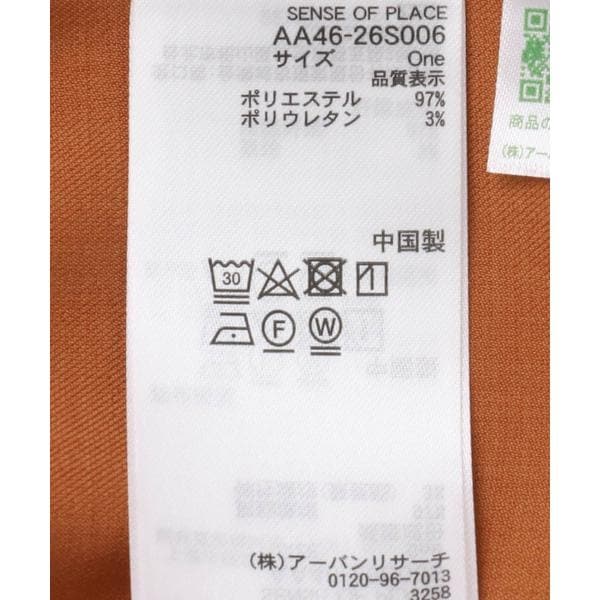 SENSE OF PLACE
AA46-26S006
サイズ One
品質表示
ポリエステル 97%
ポリウレタン 3%
中国製
30
F W
(株)アーバンリサーチ
0120-96-7013
3258
商品の
(株)アーバ